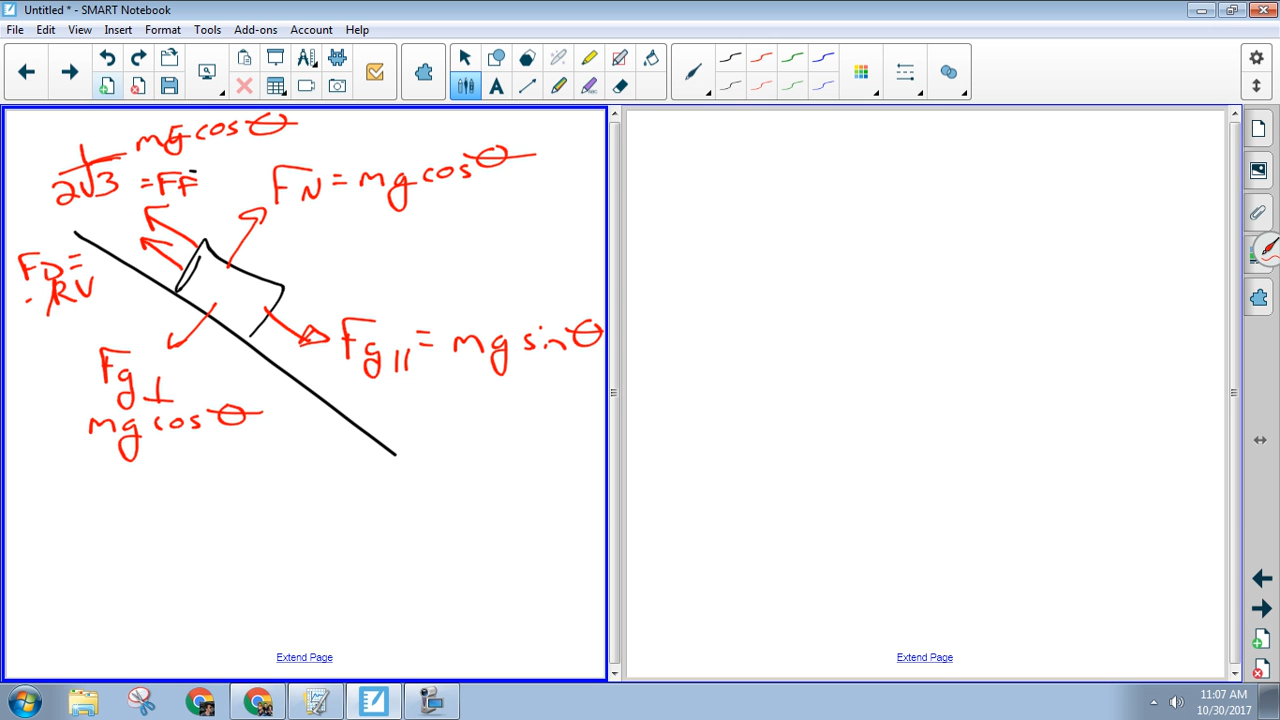 Untitled * - SMART Notebook
File Edit View Insert Format Tools Add-ons Account Help
mg cos θ
1/2√3 = FF
FN = mg cos θ
FD =
- RV
Fg || = mg sin θ
Fg ⊥
mg cos θ
Extend Page
Extend Page
11:07 AM
10/30/2017